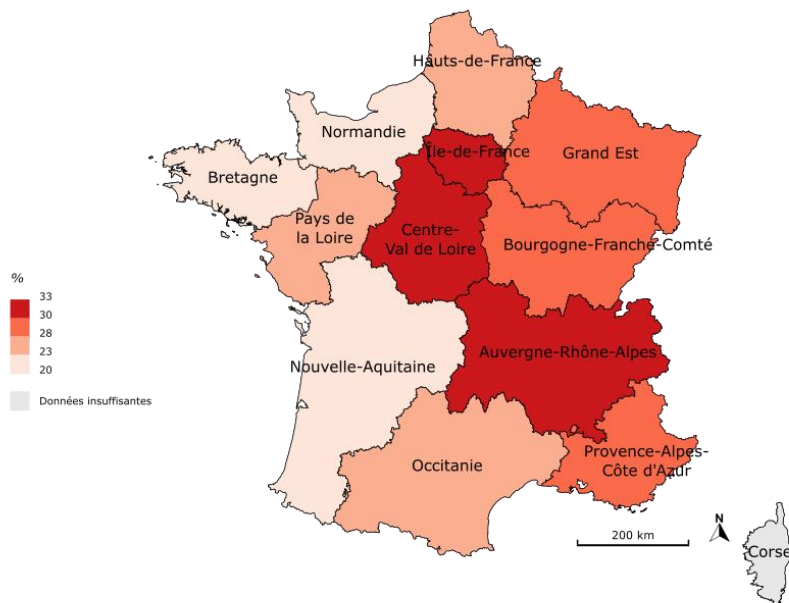 Hauts-de-France
Normandie
Île-de-France
Grand Est
Bretagne
Pays de
la Loire
Centre-
Val de Loire
Bourgogne-Franche-Comté
%
33
30
28
23
20
Données insuffisantes
Nouvelle-Aquitaine
Auvergne-Rhône-Alpes
Occitanie
Provence-Alpes-
Côte d'Azur
200 km
N
Corse